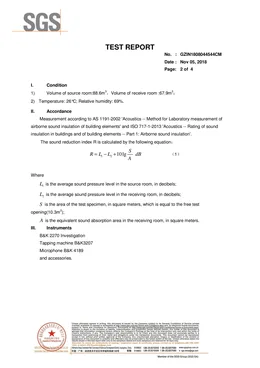 SGS
TEST REPORT
No. : GZIN1808044544CM
Date : Nov 05, 2018
Page: 2 of 4
I. Condition
1) Volume of source room:88.6m³, Volume of receive room :67.9m³,
2) Temperature: 26℃; Relative humidity: 69%.
II. Accordance
Measurement according to AS 1191-2002 'Acoustics -- Method for Laboratory measurement of
airborne sound insulation of building elements' and ISO 717-1-2013 'Acoustics -- Rating of sound
insulation in buildings and of building elements -- Part 1: Airborne sound insulation'.
The sound reduction index R is calculated by the following equation:
R = L₁ − L₂ + 10 lg S/A dB (1)
Where
L₁ is the average sound pressure level in the source room, in decibels;
L₂ is the average sound pressure level in the receiving room, in decibels;
S is the area of the test specimen, in square meters, which is equal to the free test
opening(10.3m²);
A is the equivalent sound absorption area in the receiving room, in square meters.
III. Instruments
B&K 2270 Investigation
Tapping machine B&K3207
Microphone B&K 4189
and accessories.